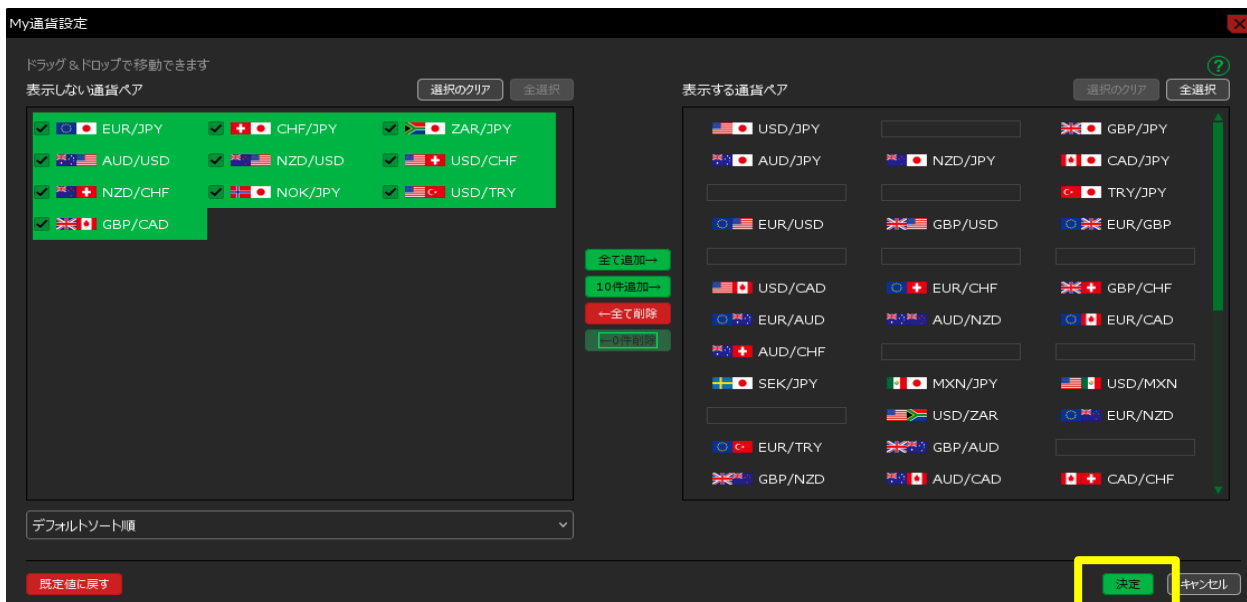 My通貨設定
ドラッグ&ドロップで移動できます
表示しない通貨ペア 選択のクリア 全選択
EUR/JPY CHF/JPY ZAR/JPY
AUD/USD NZD/USD USD/CHF
NZD/CHF NOK/JPY USD/TRY
GBP/CAD
デフォルトソート順
全て追加→
10件追加→
←全て削除
←0件削除
表示する通貨ペア 選択のクリア 全選択
USD/JPY GBP/JPY
AUD/JPY NZD/JPY CAD/JPY
TRY/JPY
EUR/USD GBP/USD EUR/GBP
USD/CAD EUR/CHF GBP/CHF
EUR/AUD AUD/NZD EUR/CAD
AUD/CHF
SEK/JPY MXN/JPY USD/MXN
USD/ZAR EUR/NZD
EUR/TRY GBP/AUD
GBP/NZD AUD/CAD CAD/CHF
既定値に戻す 決定 キャンセル